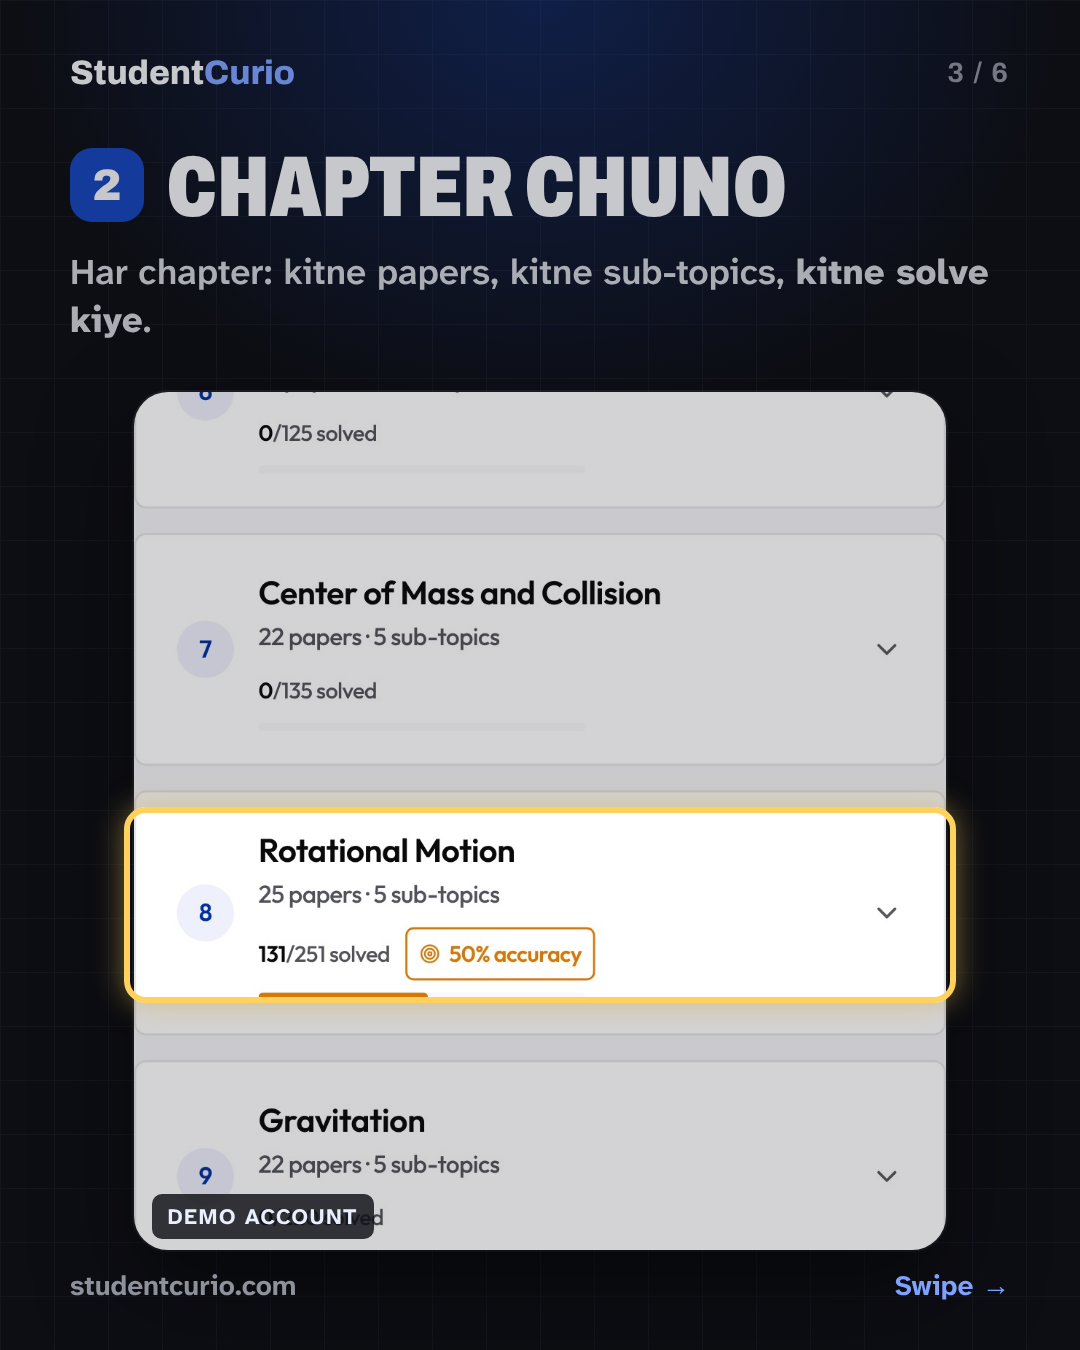 StudentCurio
3 / 6
2 CHAPTER CHUNO
Har chapter: kitne papers, kitne sub-topics, kitne solve
kiye.
0/125 solved
Center of Mass and Collision
22 papers · 5 sub-topics
7
0/135 solved
Rotational Motion
25 papers · 5 sub-topics
8
131/251 solved
50% accuracy
Gravitation
22 papers · 5 sub-topics
9
DEMO ACCOUNT
studentcurio.com
Swipe →